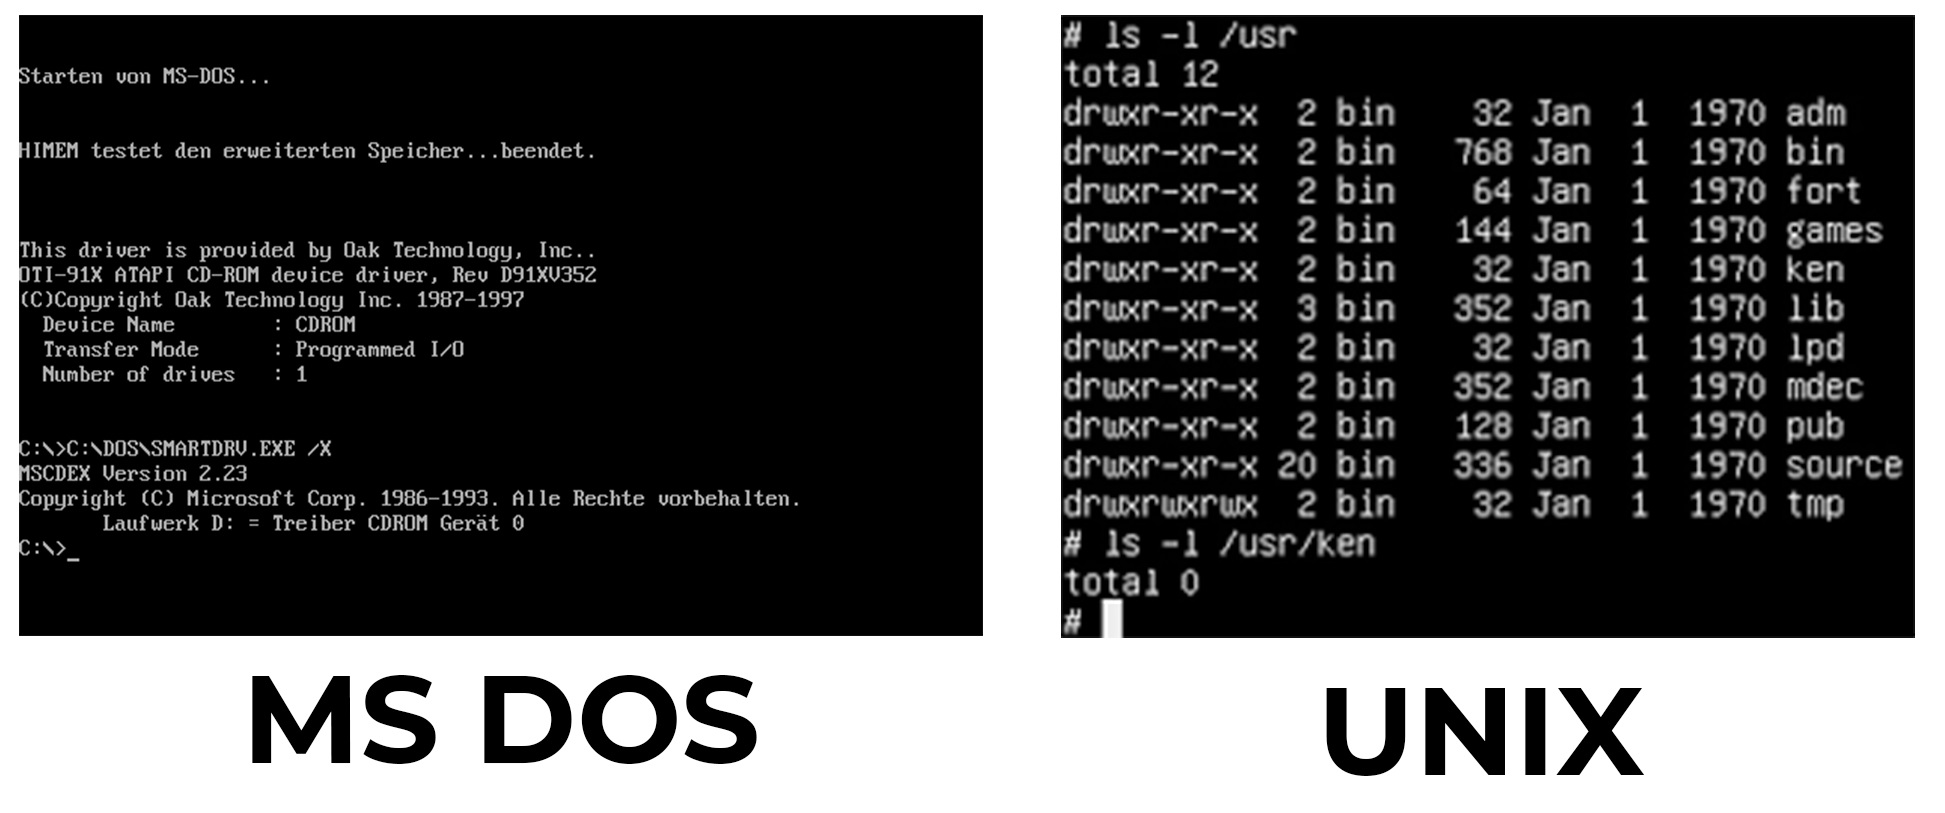 Starten von MS-DOS...
HIMEM testet den erweiterten Speicher...beendet.
This driver is provided by Oak Technology, Inc..
OTI-91X ATAPI CD-ROM device driver, Rev D91XV352
(C)Copyright Oak Technology Inc. 1987-1997
Device Name : CDROM
Transfer Mode : Programmed I/O
Number of drives : 1
C:\>C:\DOS\SMARTDRV.EXE /X
MSCDEX Version 2.23
Copyright (C) Microsoft Corp. 1986-1993. Alle Rechte vorbehalten.
Laufwerk D: = Treiber CDROM Gerät 0
C:\>_
MS DOS
# ls -l /usr
total 12
drwxr-xr-x 2 bin 32 Jan 1 1970 adm
drwxr-xr-x 2 bin 768 Jan 1 1970 bin
drwxr-xr-x 2 bin 64 Jan 1 1970 fort
drwxr-xr-x 2 bin 144 Jan 1 1970 games
drwxr-xr-x 2 bin 32 Jan 1 1970 ken
drwxr-xr-x 3 bin 352 Jan 1 1970 lib
drwxr-xr-x 2 bin 32 Jan 1 1970 lpd
drwxr-xr-x 2 bin 352 Jan 1 1970 mdec
drwxr-xr-x 2 bin 128 Jan 1 1970 pub
drwxr-xr-x 20 bin 336 Jan 1 1970 source
drwxrwxrwx 2 bin 32 Jan 1 1970 tmp
# ls -l /usr/ken
total 0
#
UNIX